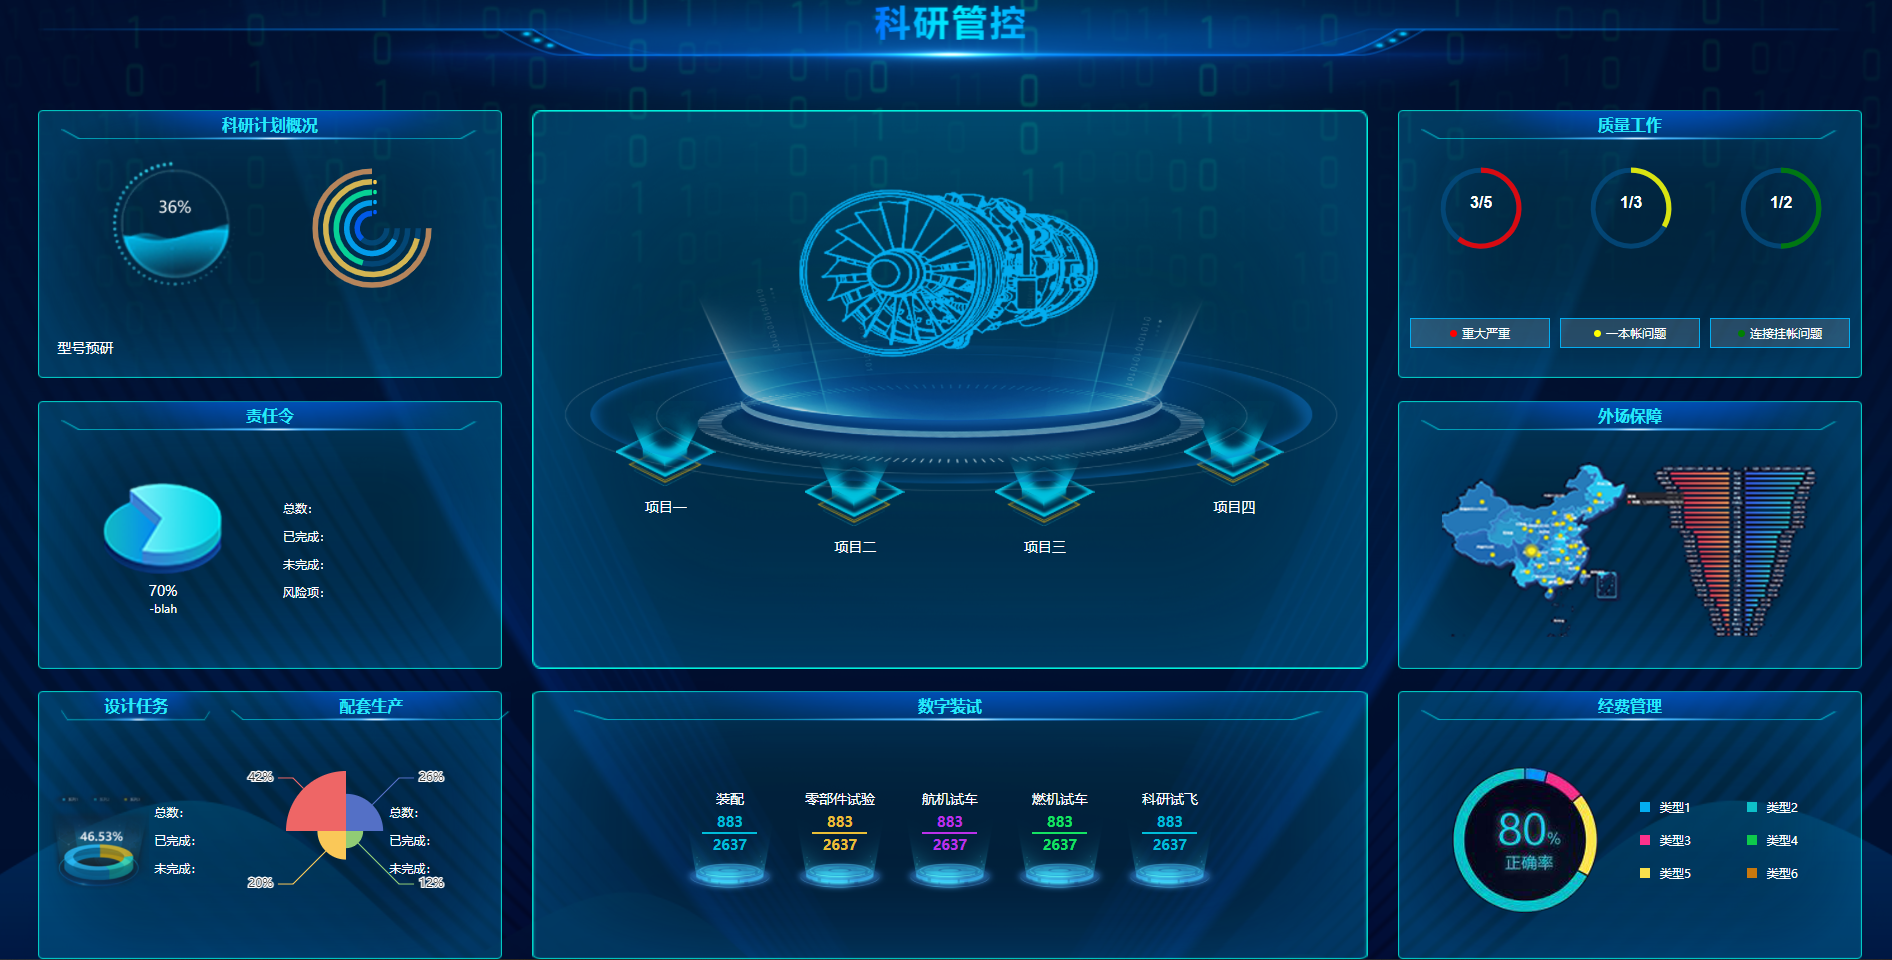 科研管控
科研计划概况
36%
型号预研
责任令
70%
-blah
总数:
已完成:
未完成:
风险项:
设计任务
46.53%
总数:
已完成:
未完成:
配套生产
42%
26%
20%
12%
总数:
已完成:
未完成:
项目一
项目二
项目三
项目四
数字装试
装配
883
2637
零部件试验
883
2637
航机试车
883
2637
燃机试车
883
2637
科研试飞
883
2637
质量工作
3/5
1/3
1/2
重大严重
一本帐问题
连接挂帐问题
外场保障
经费管理
80%
正确率
类型1
类型2
类型3
类型4
类型5
类型6